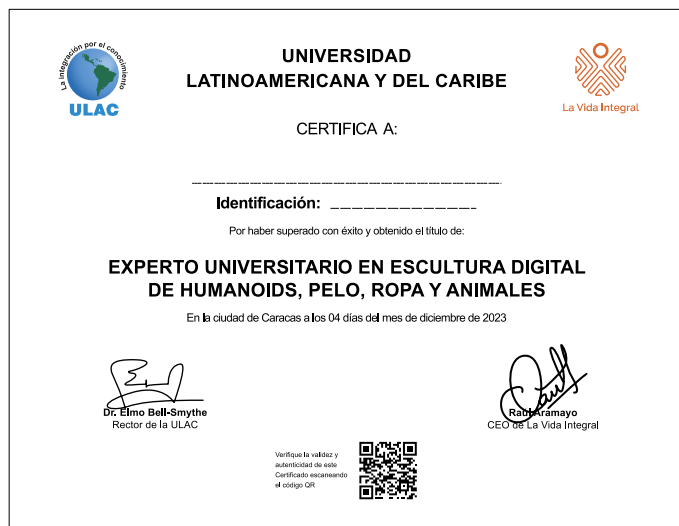 La integración por el conocimiento
ULAC
UNIVERSIDAD
LATINOAMERICANA Y DEL CARIBE
La Vida Integral
CERTIFICA A:
Identificación:
Por haber superado con éxito y obtenido el título de:
EXPERTO UNIVERSITARIO EN ESCULTURA DIGITAL
DE HUMANOIDS, PELO, ROPA Y ANIMALES
En la ciudad de Caracas a los 04 días del mes de diciembre de 2023
Dr. Elmo Bell-Smythe
Rector de la ULAC
Raúl Aramayo
CEO de La Vida Integral
Verifique la validez y
autenticidad de este
Certificado escaneando
el código QR